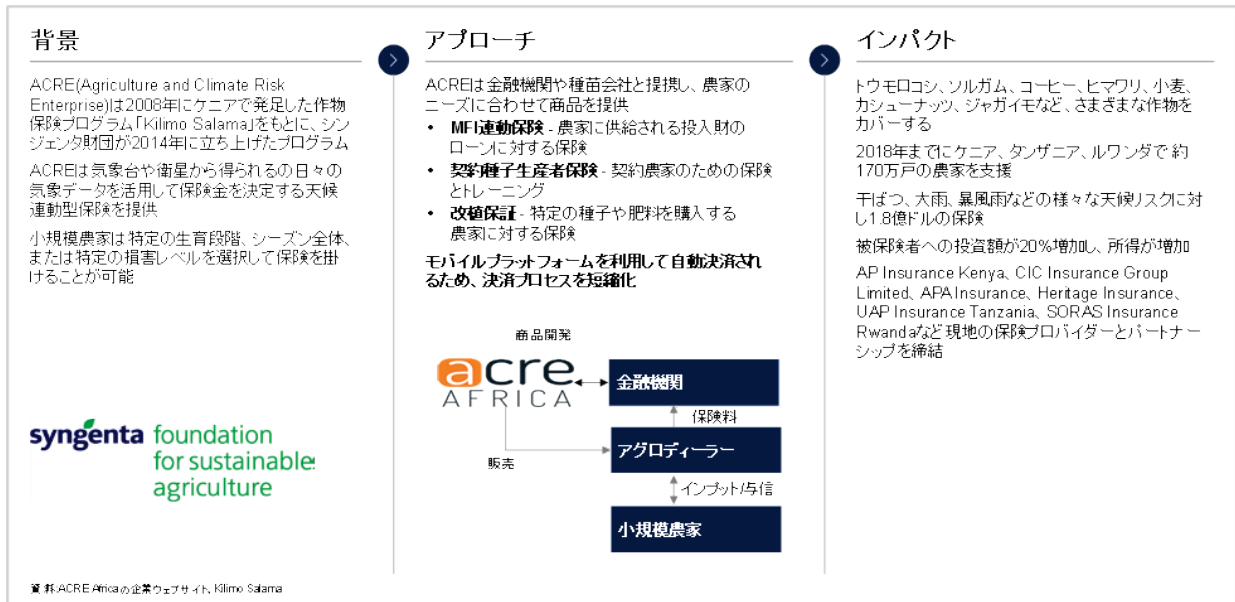 背景
ACRE(Agriculture and Climate Risk
Enterprise)は2008年にケニアで発足した作物
保険プログラム「Kilimo Salama」をもとに、シン
ジェンタ財団が2014年に立ち上げたプログラム
ACREは気象台や衛星から得られるの日々の
気象データを活用して保険金を決定する天候
連動型保険を提供
小規模農家は特定の生育段階、シーズン全体、
または特定の損害レベルを選択して保険を掛
けることが可能
syngenta foundation
for sustainable
agriculture
アプローチ
ACREは金融機関や種苗会社と提携し、農家の
ニーズに合わせて商品を提供
• MFI連動保険 - 農家に供給される投入財の
ローンに対する保険
• 契約種子生産者保険 - 契約農家のための保険
とトレーニング
• 改植保証 - 特定の種子や肥料を購入する
農家に対する保険
モバイルプラットフォームを利用して自動決済され
るため、決済プロセスを短縮化
商品開発
acre
AFRICA
金融機関
保険料
アグロディーラー
販売
インプット/与信
小規模農家
インパクト
トウモロコシ、ソルガム、コーヒー、ヒマワリ、小麦、
カシューナッツ、ジャガイモなど、さまざまな作物を
カバーする
2018年までにケニア、タンザニア、ルワンダで 約
170万戸の農家を支援
干ばつ、大雨、暴風雨などの様々な天候リスクに対
し1.8億ドルの保険
被保険者への投資額が20%増加し、所得が増加
AP Insurance Kenya、CIC Insurance Group
Limited、APA Insurance、Heritage Insurance、
UAP Insurance Tanzania、SORAS Insurance
Rwandaなど現地の保険プロバイダーとパートナー
シップを締結
資料:ACRE Africaの企業ウェブサイト、Kilimo Salama